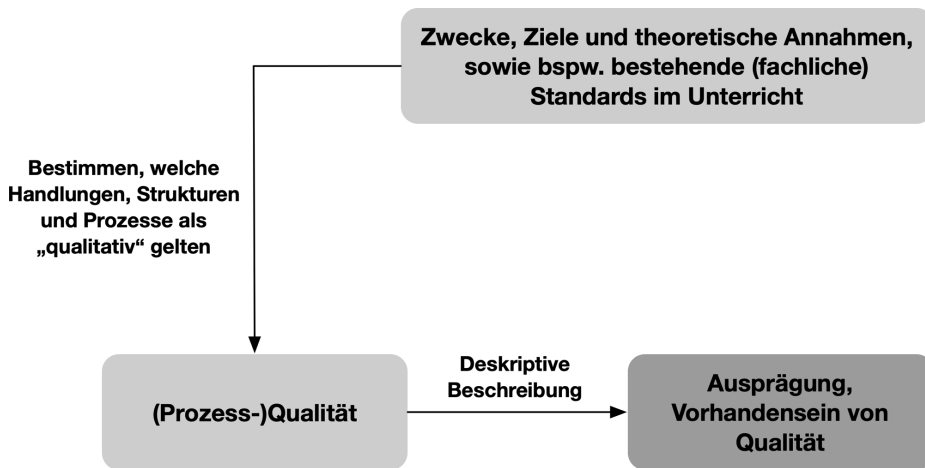 Zwecke, Ziele und theoretische Annahmen,
sowie bspw. bestehende (fachliche)
Standards im Unterricht
Bestimmen, welche
Handlungen, Strukturen
und Prozesse als
„qualitativ“ gelten
(Prozess-)Qualität
Deskriptive
Beschreibung
Ausprägung,
Vorhandensein von
Qualität